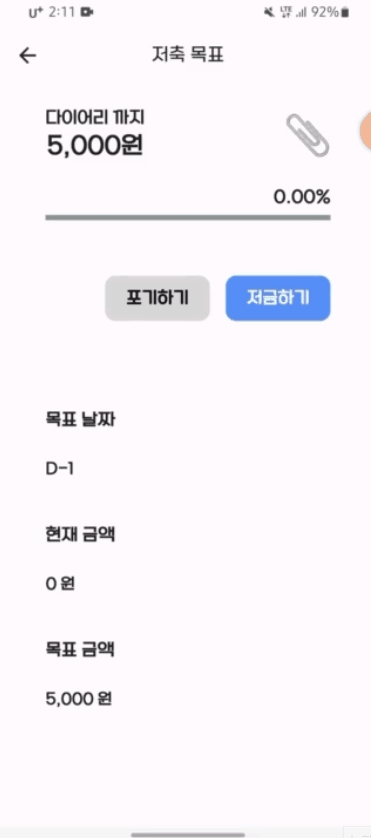 U+ 2:11
LTE 92%
저축 목표
다이어리 까지
5,000원
0.00%
포기하기
저금하기
목표 날짜
D-1
현재 금액
0 원
목표 금액
5,000 원